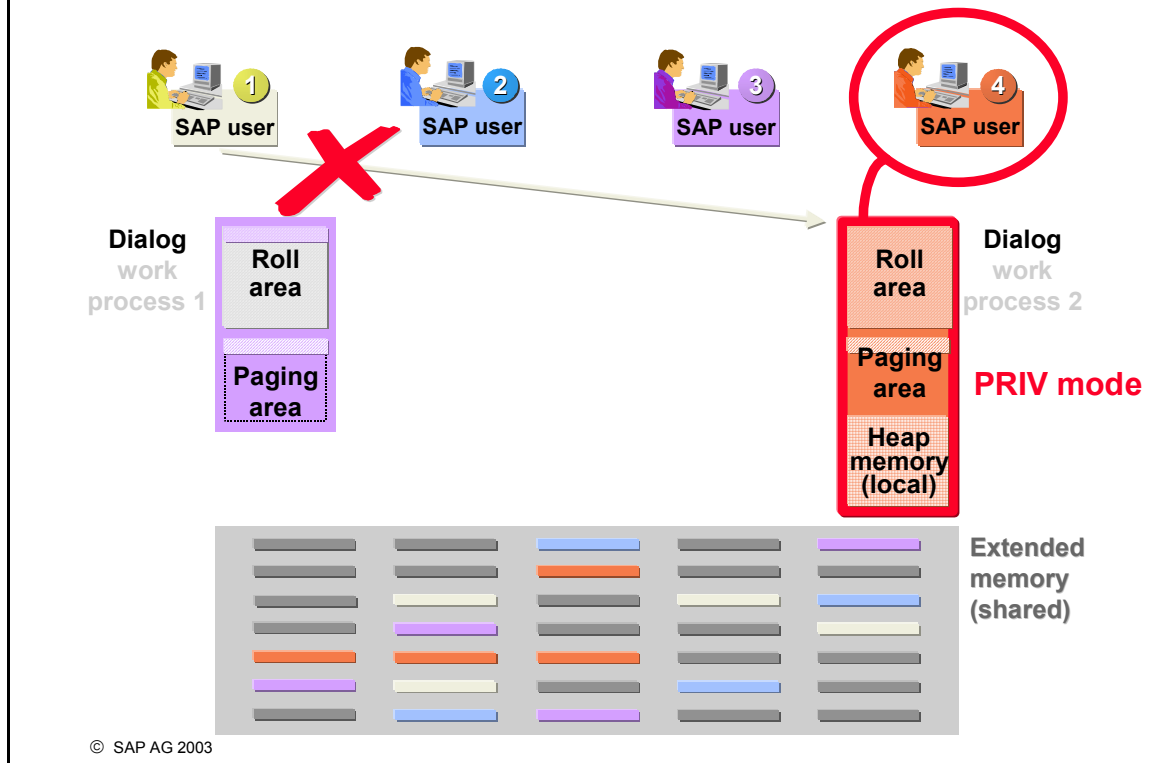 1
SAP user
2
SAP user
3
SAP user
4
SAP user
Dialog
work
process 1
Roll
area
Paging
area
Roll
area
Paging
area
Heap
memory
(local)
Dialog
work
process 2
PRIV mode
Extended
memory
(shared)
© SAP AG 2003